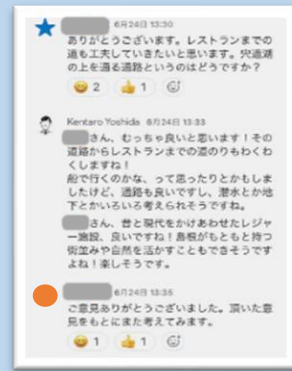 6月24日 13:30
ありがとうございます。レストランまでの
道も工夫していきたいと思います。宍道湖
の上を通る通路というのはどうですか？
2 1
Kentaro Yoshida 6月24日 13:33
さん、むっちゃ良いと思います！その
道路からレストランまでの道のりもわくわ
くしますね！
船で行くのかな、って思ったりとかもしま
したけど、通路も良いですし、潜水とか地
下とかいろいろ考えられそうですね。
さん、昔と現代をかけあわせたレジャ
ー施設、良いですね！島根がもともと持つ
街並みや自然を活かすこともできそうです
よね！楽しそうです。
6月24日 13:35
ご意見ありがとうございました。頂いた意
見をもとにまた考えてみます。
1 1